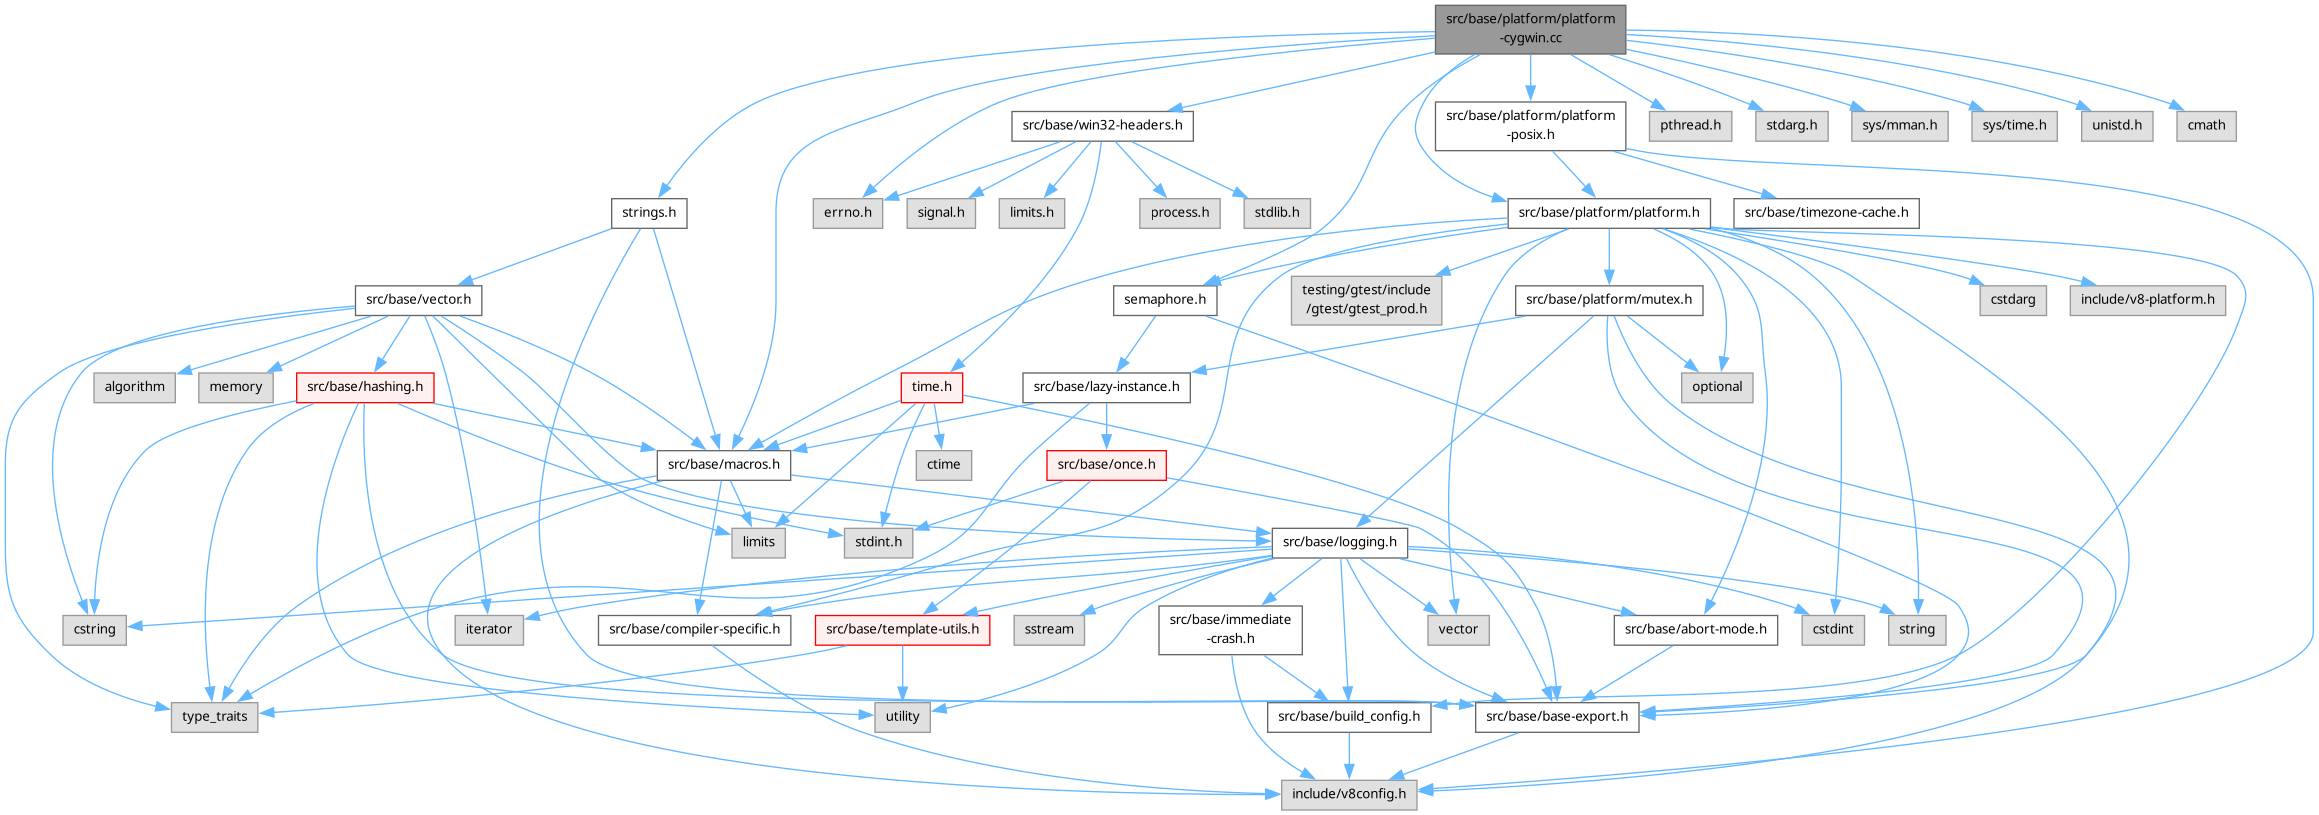 src/base/platform/platform
-cygwin.cc
src/base/win32-headers.h
src/base/platform/platform
-posix.h
pthread.h
stdarg.h
sys/mman.h
sys/time.h
unistd.h
cmath
strings.h
errno.h
signal.h
limits.h
process.h
stdlib.h
src/base/platform/platform.h
src/base/timezone-cache.h
src/base/vector.h
semaphore.h
testing/gtest/include
/gtest/gtest_prod.h
src/base/platform/mutex.h
cstdarg
include/v8-platform.h
algorithm
memory
src/base/hashing.h
time.h
src/base/lazy-instance.h
optional
src/base/macros.h
ctime
src/base/once.h
limits
stdint.h
src/base/logging.h
cstring
iterator
src/base/compiler-specific.h
src/base/template-utils.h
sstream
src/base/immediate
-crash.h
vector
src/base/abort-mode.h
cstdint
string
type_traits
utility
src/base/build_config.h
src/base/base-export.h
include/v8config.h